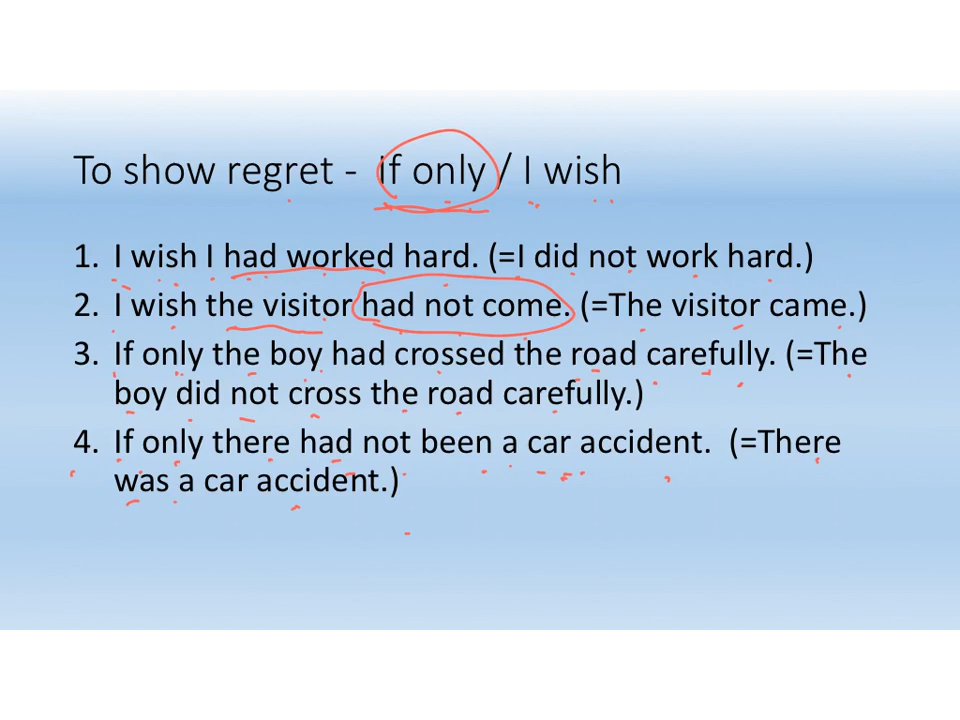 To show regret - If only / I wish
1. I wish I had worked hard. (=I did not work hard.)
2. I wish the visitor had not come. (=The visitor came.)
3. If only the boy had crossed the road carefully. (=The
boy did not cross the road carefully.)
4. If only there had not been a car accident.  (=There
was a car accident.)